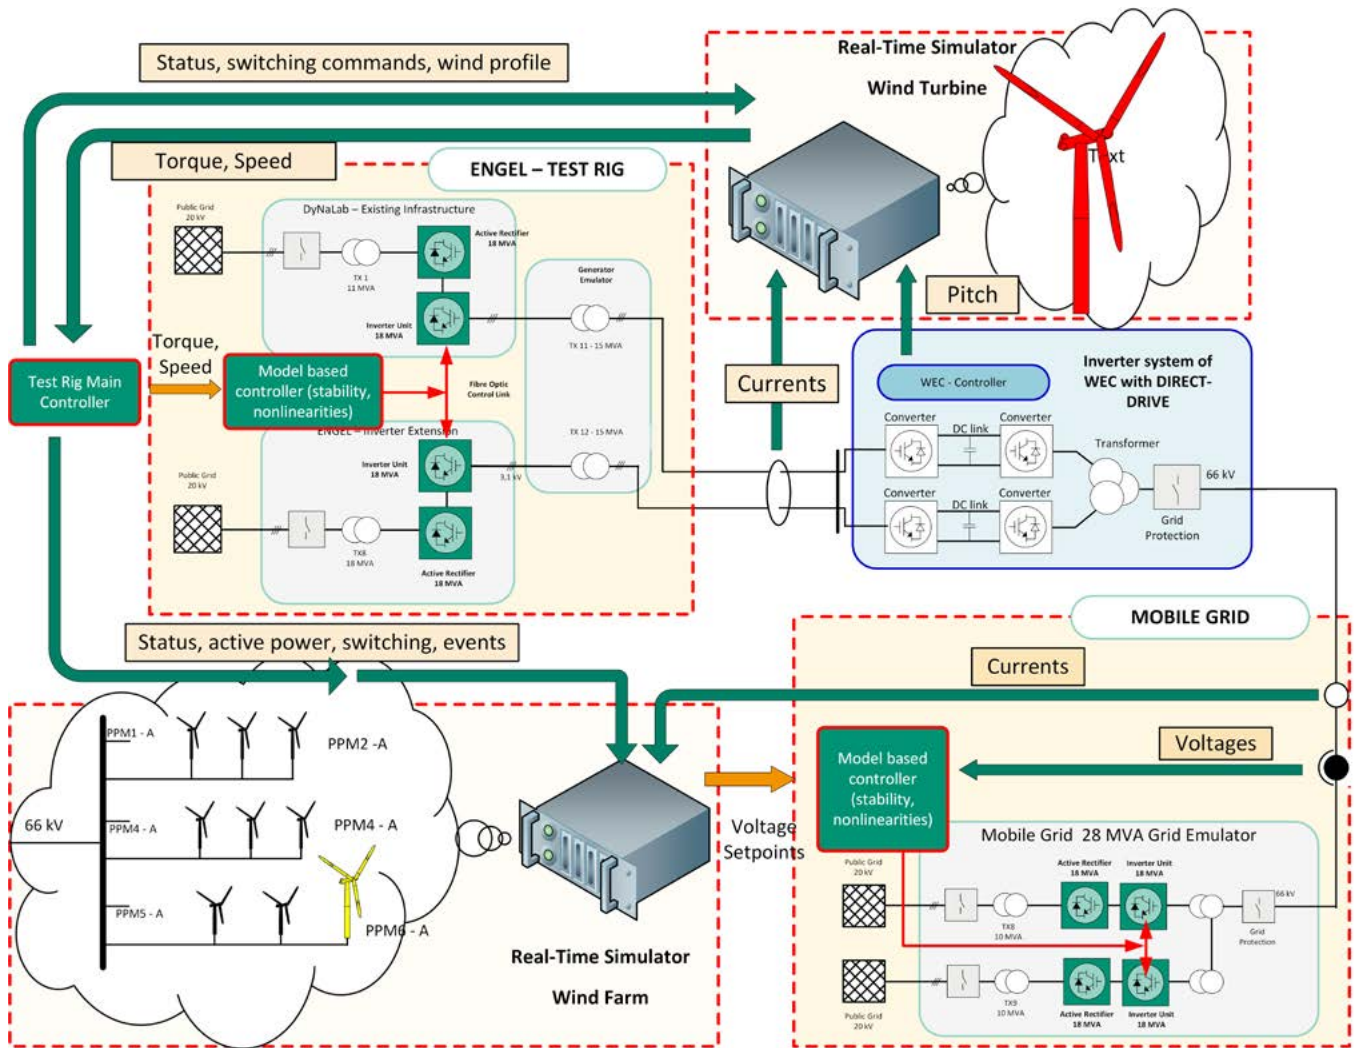 Status, switching commands, wind profile
Real-Time Simulator
Wind Turbine
Text
Torque, Speed
ENGEL – TEST RIG
Public Grid
20 kV
DyNaLab – Existing Infrastructure
Active Rectifier
18 MVA
TX 1
11 MVA
Inverter Unit
18 MVA
Generator
Emulator
TX 11 - 15 MVA
Pitch
Currents
Torque,
Speed
Test Rig Main
Controller
Model based
controller (stability,
nonlinearities)
Fibre Optic
Control Link
ENGEL – Inverter Extension
TX 12 - 15 MVA
Inverter Unit
18 MVA
3,1 kV
Public Grid
20 kV
TX8
18 MVA
Active Rectifier
18 MVA
Inverter system of
WEC with DIRECT-
DRIVE
WEC - Controller
Converter
DC link
Converter
Transformer
66 kV
Converter
DC link
Converter
Grid
Protection
Status, active power, switching, events
MOBILE GRID
Currents
Voltages
PPM1 - A
PPM2 -A
66 kV
PPM4 - A
PPM4 - A
PPM5 - A
PPM6 - A
Real-Time Simulator
Wind Farm
Voltage
Setpoints
Model based
controller
(stability,
nonlinearities)
Mobile Grid 28 MVA Grid Emulator
Public Grid
20 kV
Active Rectifier
18 MVA
Inverter Unit
18 MVA
66 kV
TX8
10 MVA
Grid
Protection
TX9
10 MVA
Public Grid
20 kV
Active Rectifier
18 MVA
Inverter Unit
18 MVA